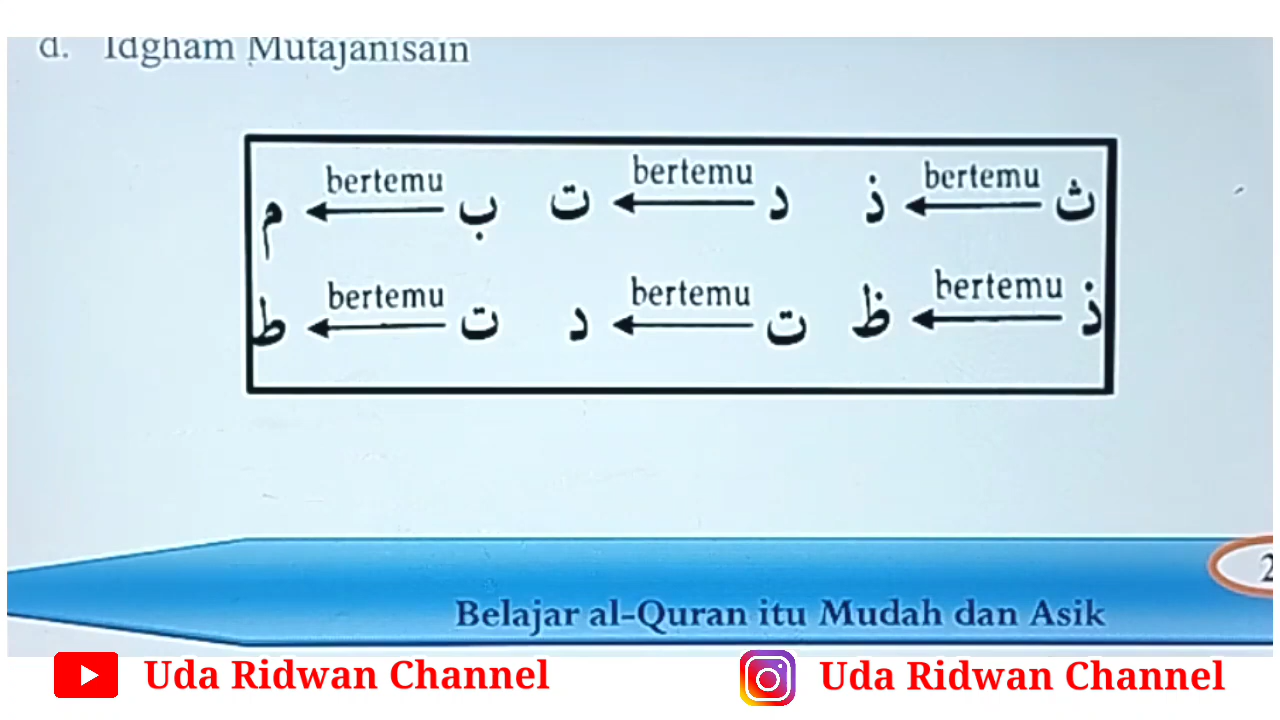 d. Idgham Mutajanisain
ث bertemu ذ د bertemu ت ب bertemu م
ذ bertemu ظ ت bertemu د ت bertemu ط
2
Belajar al-Quran itu Mudah dan Asik
Uda Ridwan Channel
Uda Ridwan Channel